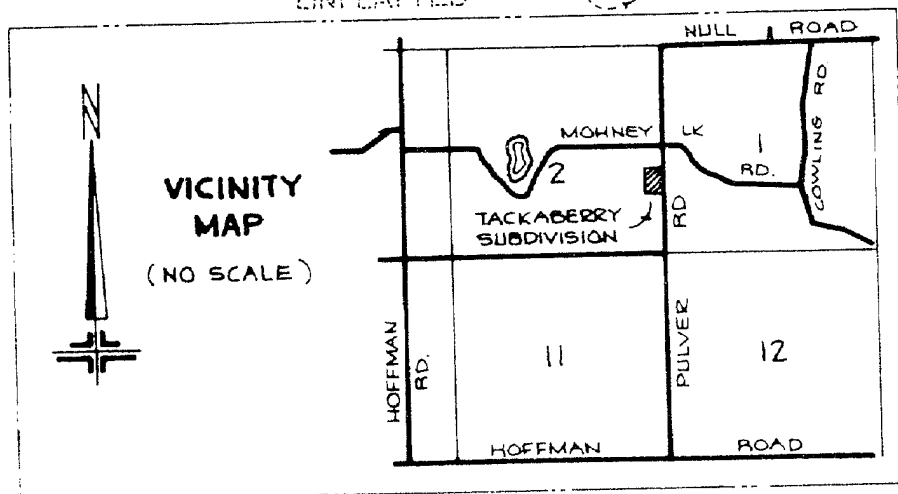 UNPLATTED
NULL ROAD
N
VICINITY
MAP
(NO SCALE)
MOHNEY LK
RD.
1
2
COWLING RD
TACKABERRY
SUBDIVISION
PULVER RD
HOFFMAN RD.
11
12
HOFFMAN ROAD